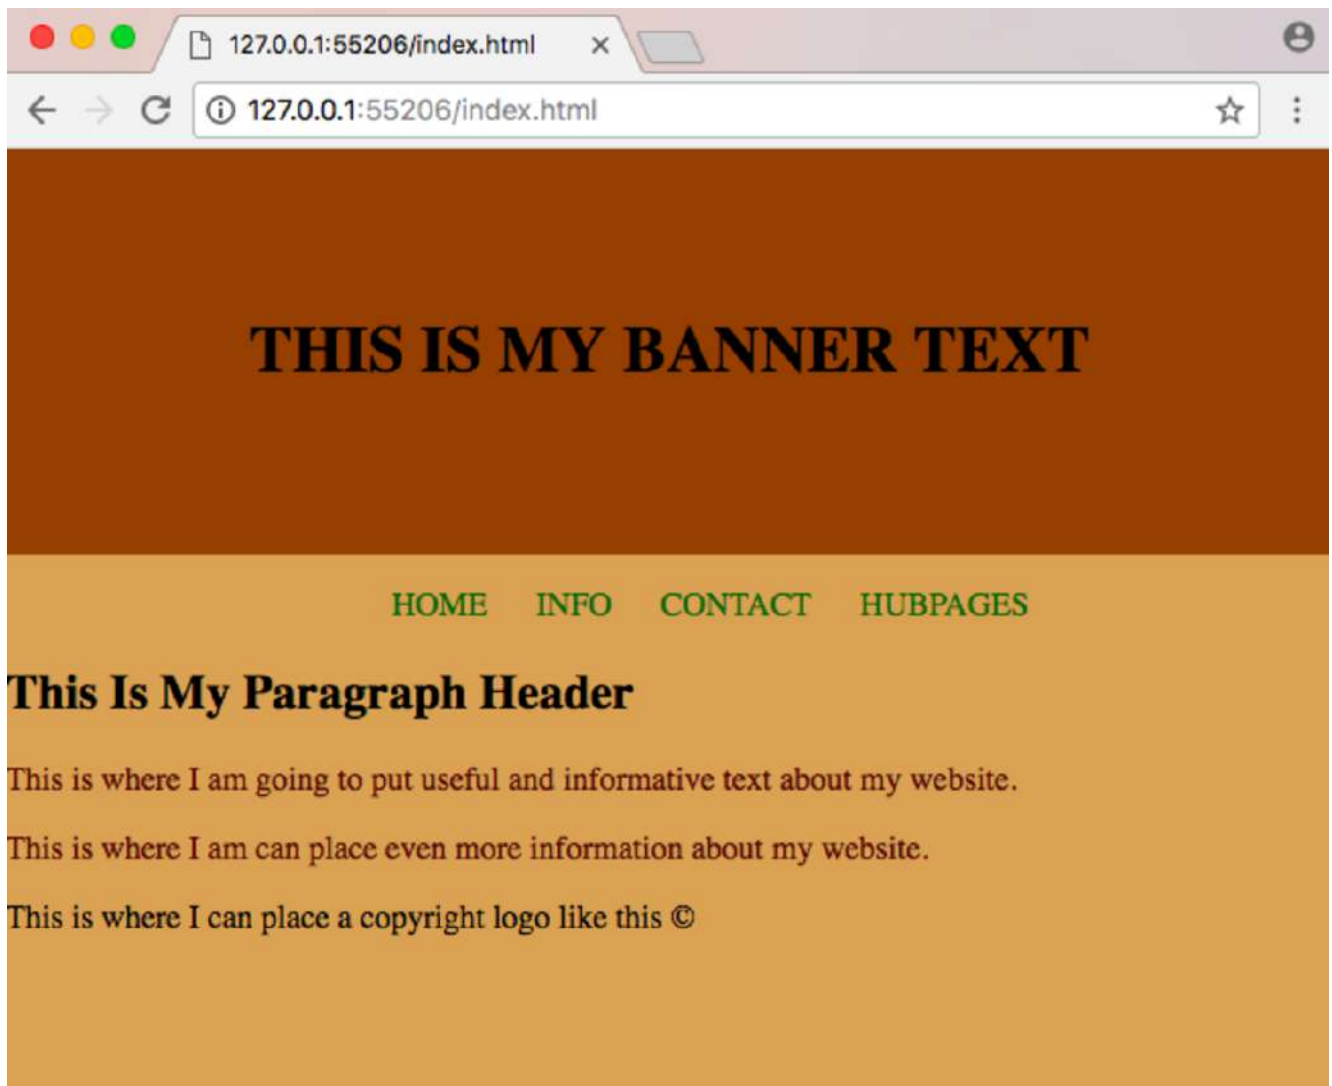 127.0.0.1:55206/index.html
127.0.0.1:55206/index.html
THIS IS MY BANNER TEXT
HOME INFO CONTACT HUBPAGES
This Is My Paragraph Header
This is where I am going to put useful and informative text about my website.
This is where I am can place even more information about my website.
This is where I can place a copyright logo like this ©